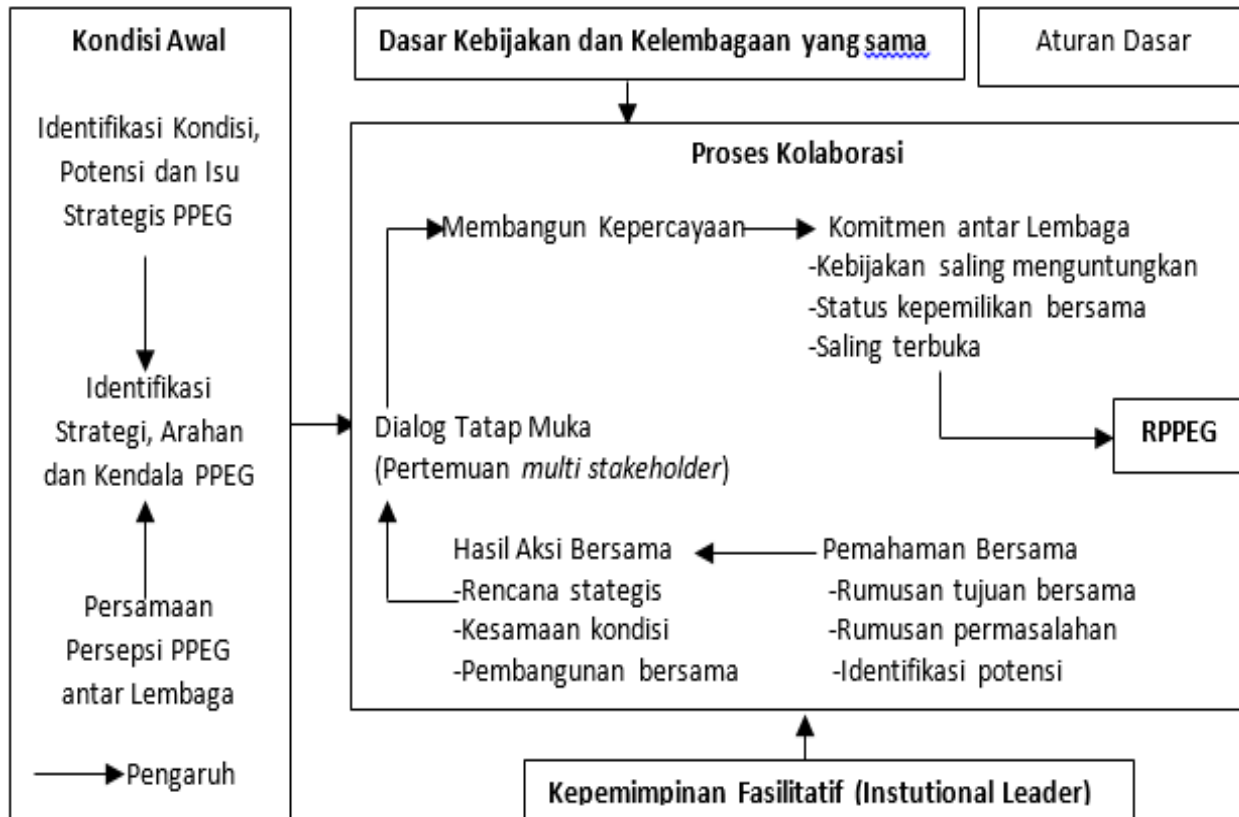 Kondisi Awal
Identifikasi Kondisi,
Potensi dan Isu
Strategis PPEG
Identifikasi
Strategi, Arahan
dan Kendala PPEG
Persamaan
Persepsi PPEG
antar Lembaga
Pengaruh
Dasar Kebijakan dan Kelembagaan yang sama
Aturan Dasar
Proses Kolaborasi
Membangun Kepercayaan
Komitmen antar Lembaga
-Kebijakan saling menguntungkan
-Status kepemilikan bersama
-Saling terbuka
Dialog Tatap Muka
(Pertemuan multi stakeholder)
RPPEG
Hasil Aksi Bersama
-Rencana stategis
-Kesamaan kondisi
-Pembangunan bersama
Pemahaman Bersama
-Rumusan tujuan bersama
-Rumusan permasalahan
-Identifikasi potensi
Kepemimpinan Fasilitatif (Instutional Leader)